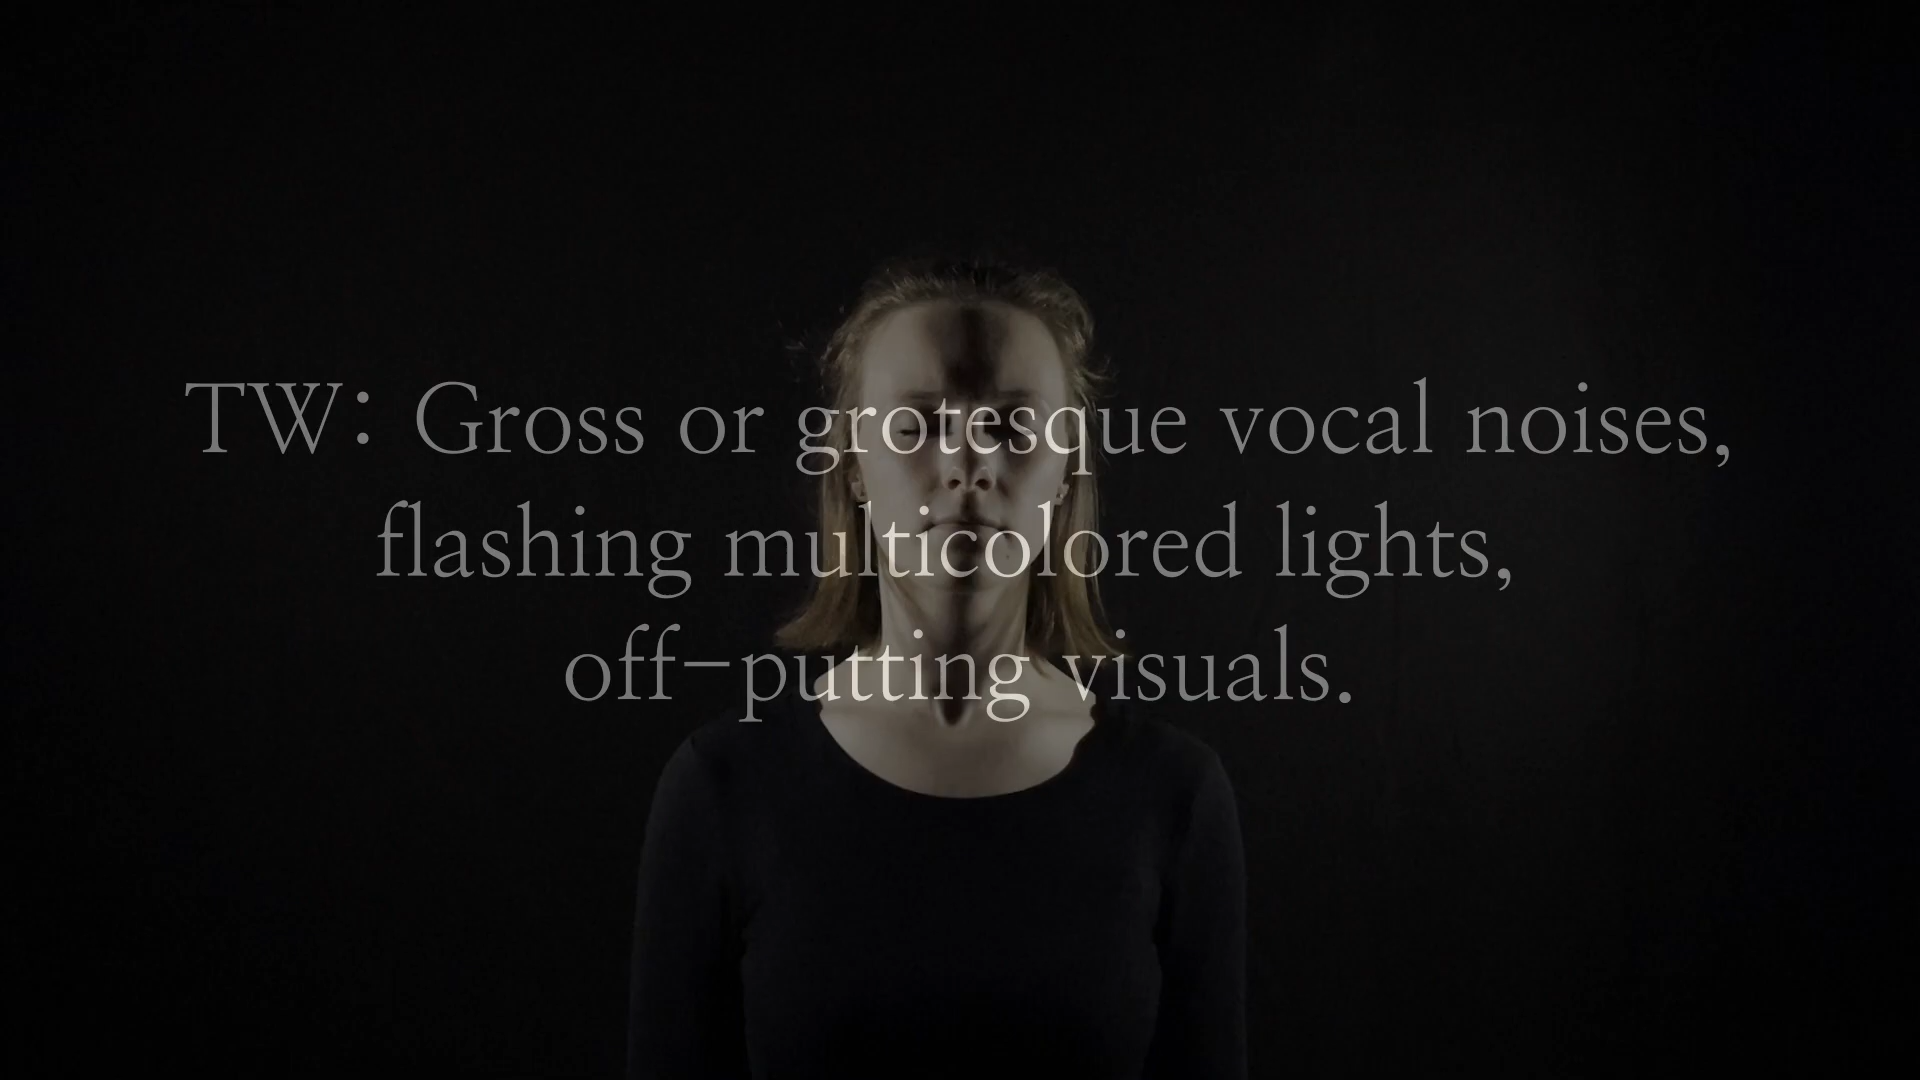 TW: Gross or grotesque vocal noises,
flashing multicolored lights,
off-putting visuals.